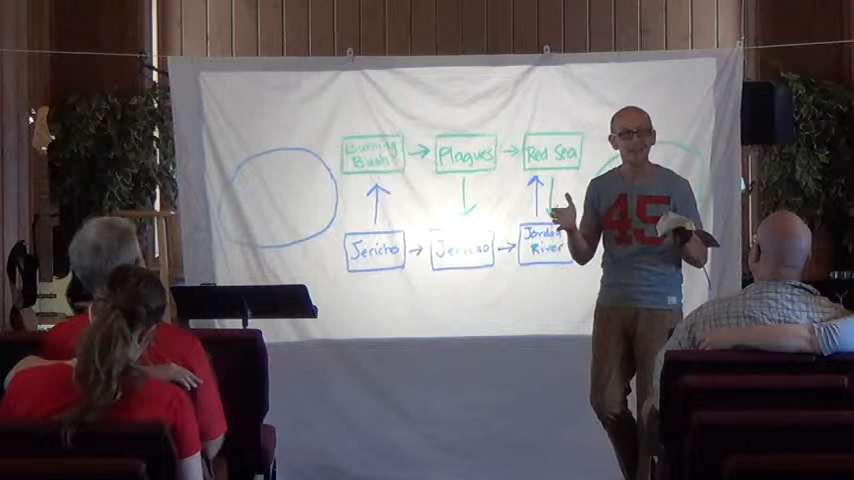 Burning
Bush
Plagues
Red Sea
45
Jericho
Jericho
Jordan
River